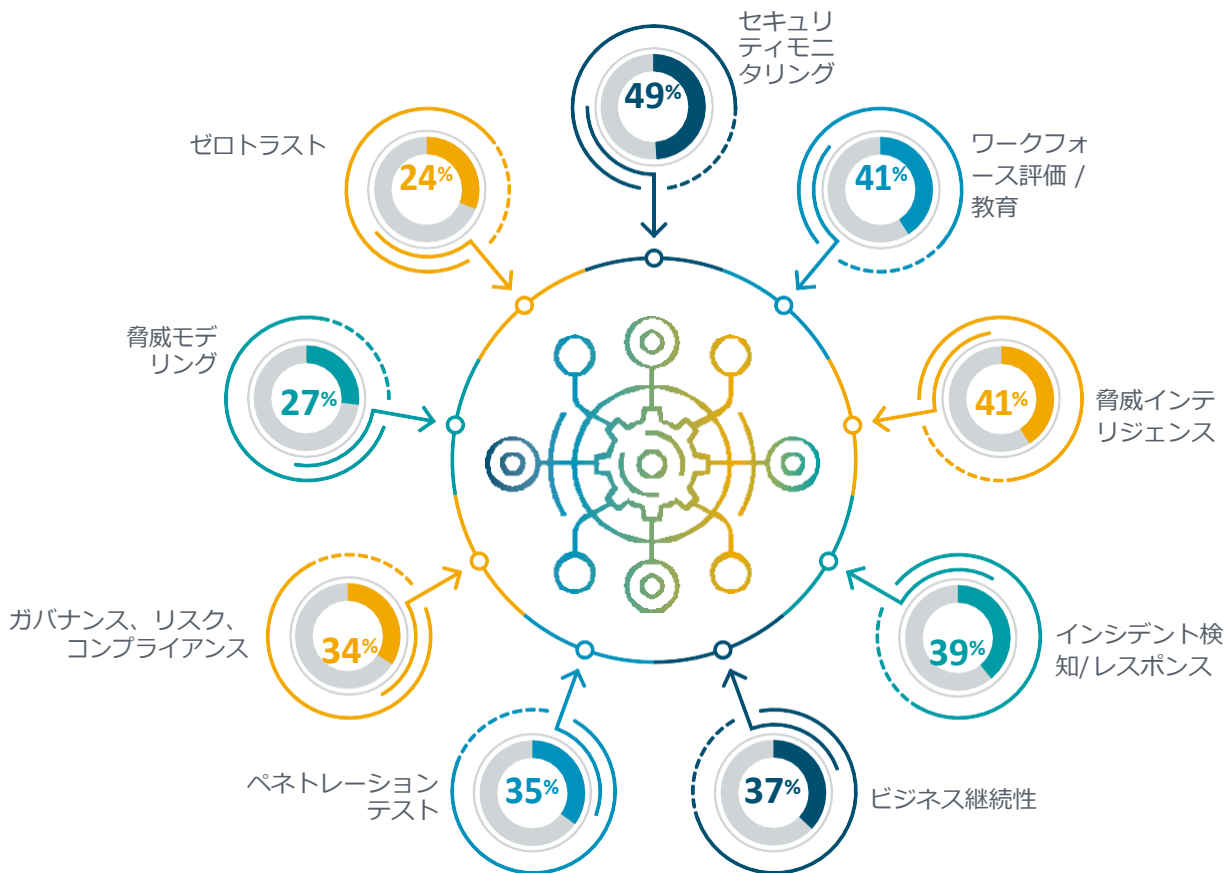 セキュリ
ティモニ
タリング
49%
ワークフォ
ース評価 /
教育
41%
脅威インテ
リジェンス
41%
インシデント検
知/レスポンス
39%
ビジネス継続性
37%
ペネトレーション
テスト
35%
ガバナンス、リスク、
コンプライアンス
34%
脅威モデ
リング
27%
ゼロトラスト
24%